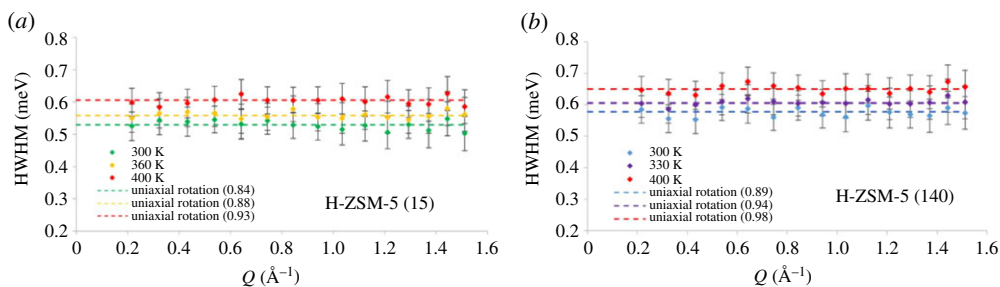 (a)
0.8
0.7
0.6
0.5
0.4
0.3
0.2
HWHM (meV)
300 K
360 K
400 K
uniaxial rotation (0.84)
uniaxial rotation (0.88)
uniaxial rotation (0.93)
H-ZSM-5 (15)
0 0.2 0.4 0.6 0.8 1.0 1.2 1.4 1.6
Q (Å⁻¹)
(b)
0.8
0.7
0.6
0.5
0.4
0.3
0.2
HWHM (meV)
300 K
330 K
400 K
uniaxial rotation (0.89)
uniaxial rotation (0.94)
uniaxial rotation (0.98)
H-ZSM-5 (140)
0 0.2 0.4 0.6 0.8 1.0 1.2 1.4 1.6
Q (Å⁻¹)